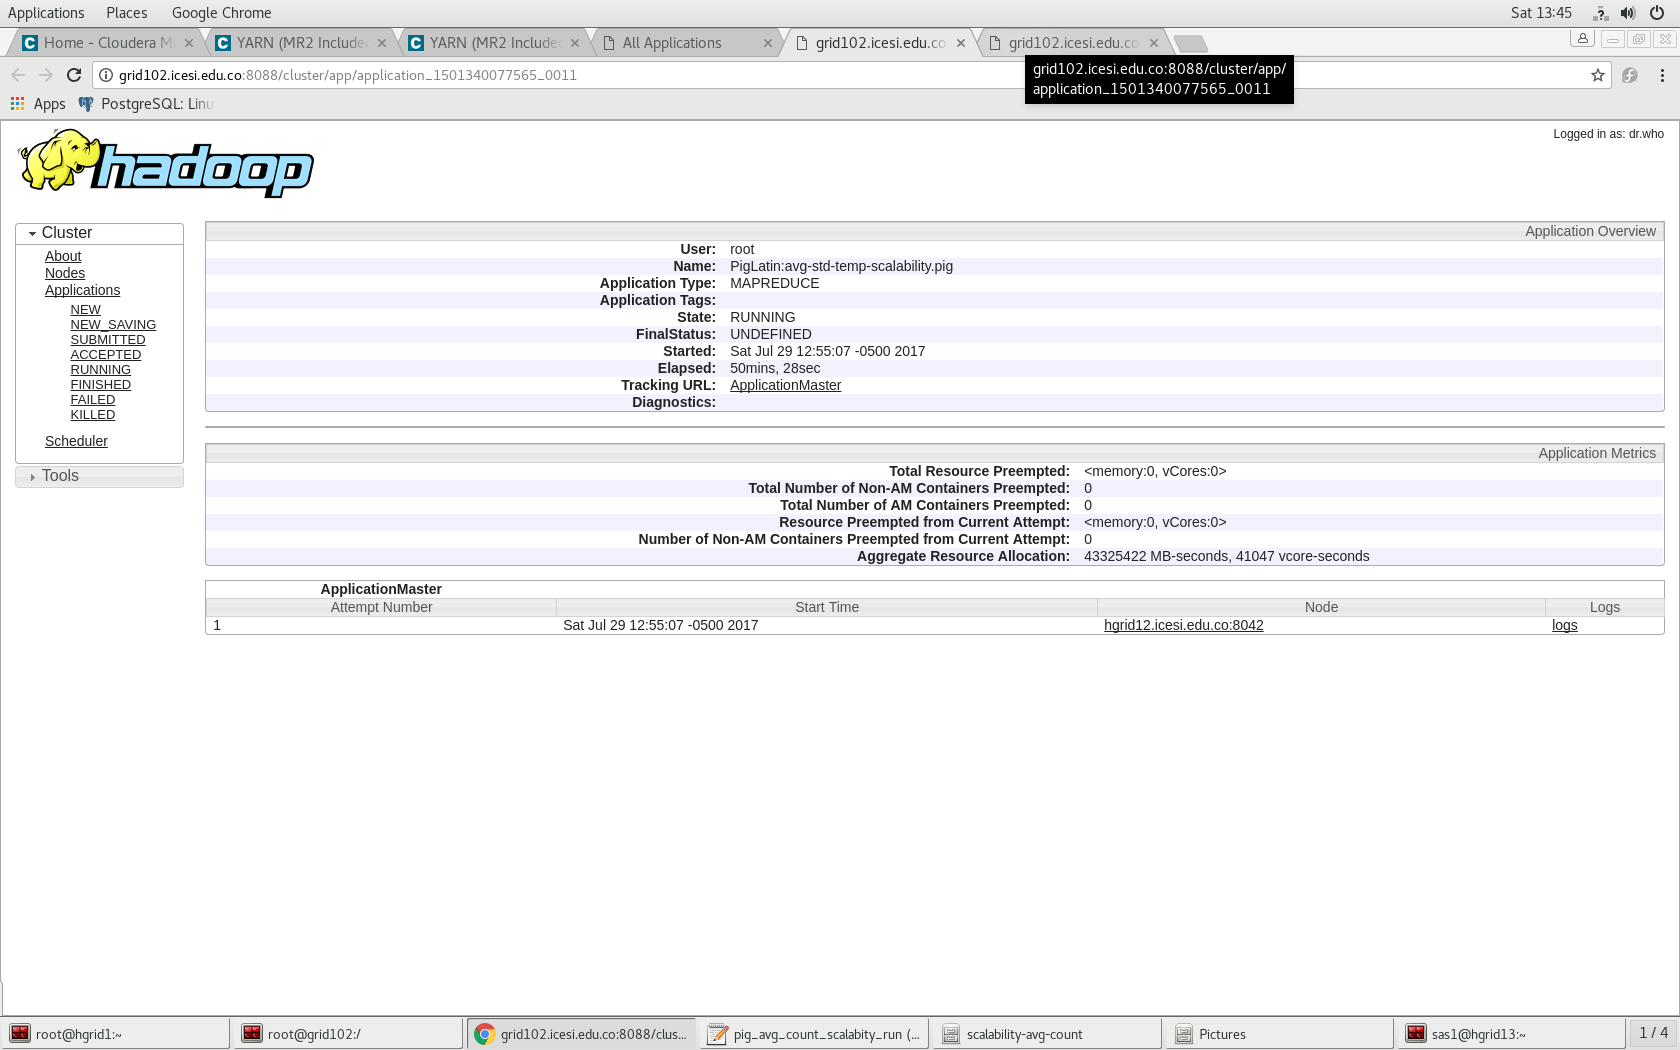 Applications Places Google Chrome Sat 13:45
Home - Cloudera M YARN (MR2 Include YARN (MR2 Include All Applications grid102.icesi.edu.co grid102.icesi.edu.co
grid102.icesi.edu.co:8088/cluster/app/application_1501340077565_0011
grid102.icesi.edu.co:8088/cluster/app/
application_1501340077565_0011
Apps PostgreSQL: Linu
hadoop
Logged in as: dr.who
Cluster
About
Nodes
Applications
NEW
NEW_SAVING
SUBMITTED
ACCEPTED
RUNNING
FINISHED
FAILED
KILLED
Scheduler
Tools
Application Overview
User: root
Name: PigLatin:avg-std-temp-scalability.pig
Application Type: MAPREDUCE
Application Tags:
State: RUNNING
FinalStatus: UNDEFINED
Started: Sat Jul 29 12:55:07 -0500 2017
Elapsed: 50mins, 28sec
Tracking URL: ApplicationMaster
Diagnostics:
Application Metrics
Total Resource Preempted: <memory:0, vCores:0>
Total Number of Non-AM Containers Preempted: 0
Total Number of AM Containers Preempted: 0
Resource Preempted from Current Attempt: <memory:0, vCores:0>
Number of Non-AM Containers Preempted from Current Attempt: 0
Aggregate Resource Allocation: 43325422 MB-seconds, 41047 vcore-seconds
ApplicationMaster
Attempt Number Start Time Node Logs
1 Sat Jul 29 12:55:07 -0500 2017 hgrid12.icesi.edu.co:8042 logs
root@hgrid1:~ root@grid102:/ grid102.icesi.edu.co:8088/clus... pig_avg_count_scalabity_run (... scalability-avg-count Pictures sas1@hgrid13:~ 1 / 4